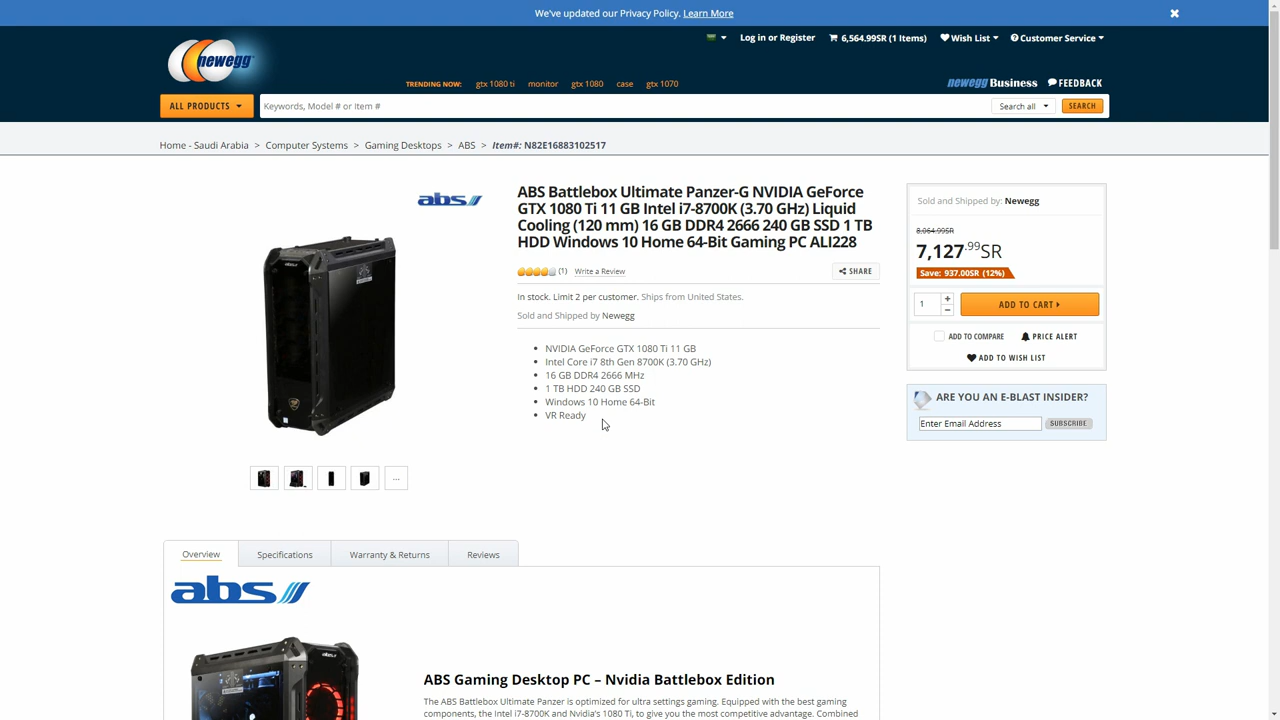 We've updated our Privacy Policy. Learn More
Log in or Register
6,564.99SR (1 Items)
Wish List
Customer Service
newegg
TRENDING NOW: gtx 1080 ti monitor gtx 1080 case gtx 1070
newegg Business
FEEDBACK
ALL PRODUCTS
Keywords, Model # or Item #
Search all
SEARCH
Home - Saudi Arabia > Computer Systems > Gaming Desktops > ABS > Item#: N82E16883102517
abs
ABS Battlebox Ultimate Panzer-G NVIDIA GeForce
GTX 1080 Ti 11 GB Intel i7-8700K (3.70 GHz) Liquid
Cooling (120 mm) 16 GB DDR4 2666 240 GB SSD 1 TB
HDD Windows 10 Home 64-Bit Gaming PC ALI228
(1) Write a Review
SHARE
In stock. Limit 2 per customer. Ships from United States.
Sold and Shipped by Newegg
• NVIDIA GeForce GTX 1080 Ti 11 GB
• Intel Core i7 8th Gen 8700K (3.70 GHz)
• 16 GB DDR4 2666 MHz
• 1 TB HDD 240 GB SSD
• Windows 10 Home 64-Bit
• VR Ready
Sold and Shipped by: Newegg
8,064.99SR
7,127.99SR
Save: 937.00SR (12%)
1
ADD TO CART
ADD TO COMPARE
PRICE ALERT
ADD TO WISH LIST
ARE YOU AN E-BLAST INSIDER?
Enter Email Address
SUBSCRIBE
...
Overview
Specifications
Warranty & Returns
Reviews
abs
abs
ABS Gaming Desktop PC – Nvidia Battlebox Edition
The ABS Battlebox Ultimate Panzer is optimized for ultra settings gaming. Equipped with the best gaming
components, the Intel i7-8700K and Nvidia's 1080 Ti, to give you the most competitive advantage. Combined